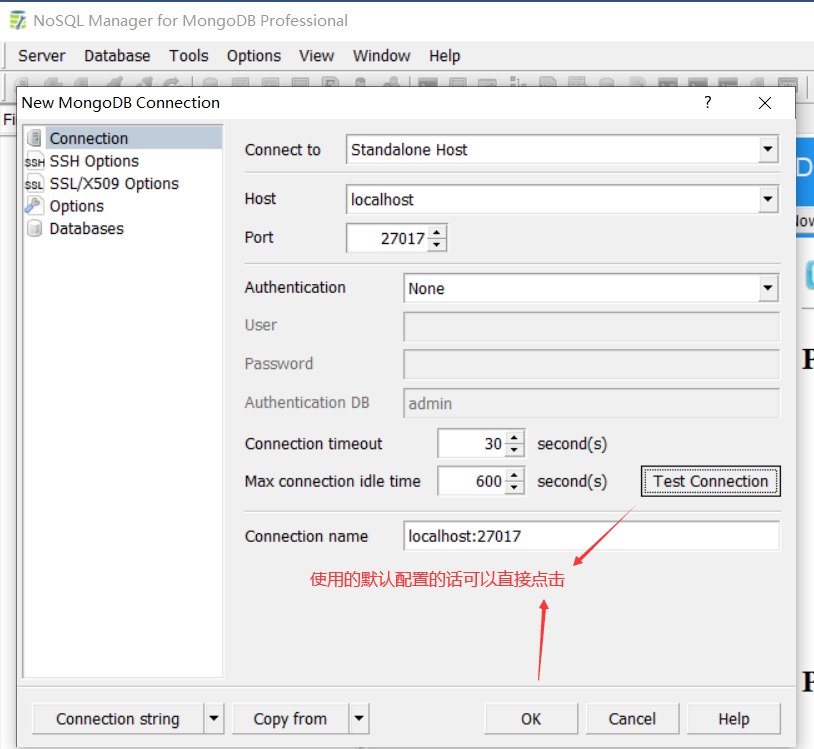 NoSQL Manager for MongoDB Professional
Server Database Tools Options View Window Help
New MongoDB Connection ?
Connection
SSH SSH Options
SSL SSL/X509 Options
Options
Databases
Connect to Standalone Host
Host localhost
Port 27017
Authentication None
User
Password
Authentication DB admin
Connection timeout 30 second(s)
Max connection idle time 600 second(s) Test Connection
Connection name localhost:27017
使用的默认配置的话可以直接点击
Connection string Copy from OK Cancel Help